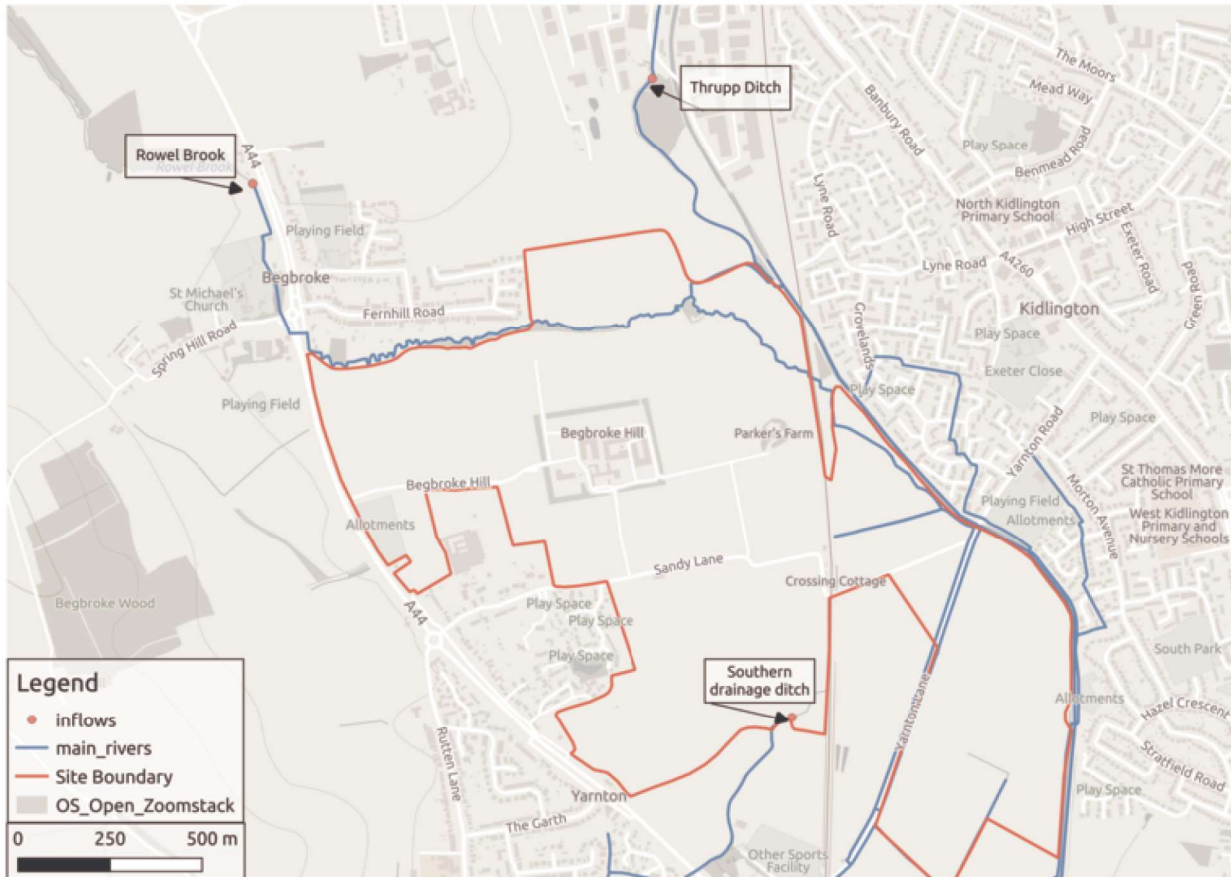 Thrupp Ditch
The Moors
Mead Way
Banbury Road
Play Space
Benmead Road
Rowel Brook
A44
Rowel Brook
Lyne Road
North Kidlington
Primary School
High Street
Playing Field
Exeter Road
Begbroke
Lyne Road
A4260
Green Road
St Michael's
Church
Fernhill Road
Kidlington
Spring Hill Road
Grovelands
Play Space
Exeter Close
Play Space
Playing Field
Play Space
Begbroke Hill
Parker's Farm
Yarnton Road
St Thomas More
Catholic Primary
School
Begbroke Hill
Morton Avenue
Playing Field
Allotments
West Kidlington
Primary and
Nursery Schools
Allotments
Sandy Lane
Crossing Cottage
Begbroke Wood
A44
Play Space
Play Space
Play Space
South Park
Southern
drainage ditch
Yarnton Lane
Allotments
Hazel Crescent
Stratfield Road
Rutten Lane
Yarnton
Play Space
The Garth
Other Sports
Facility
Legend
inflows
main_rivers
Site Boundary
OS_Open_Zoomstack
0 250 500 m